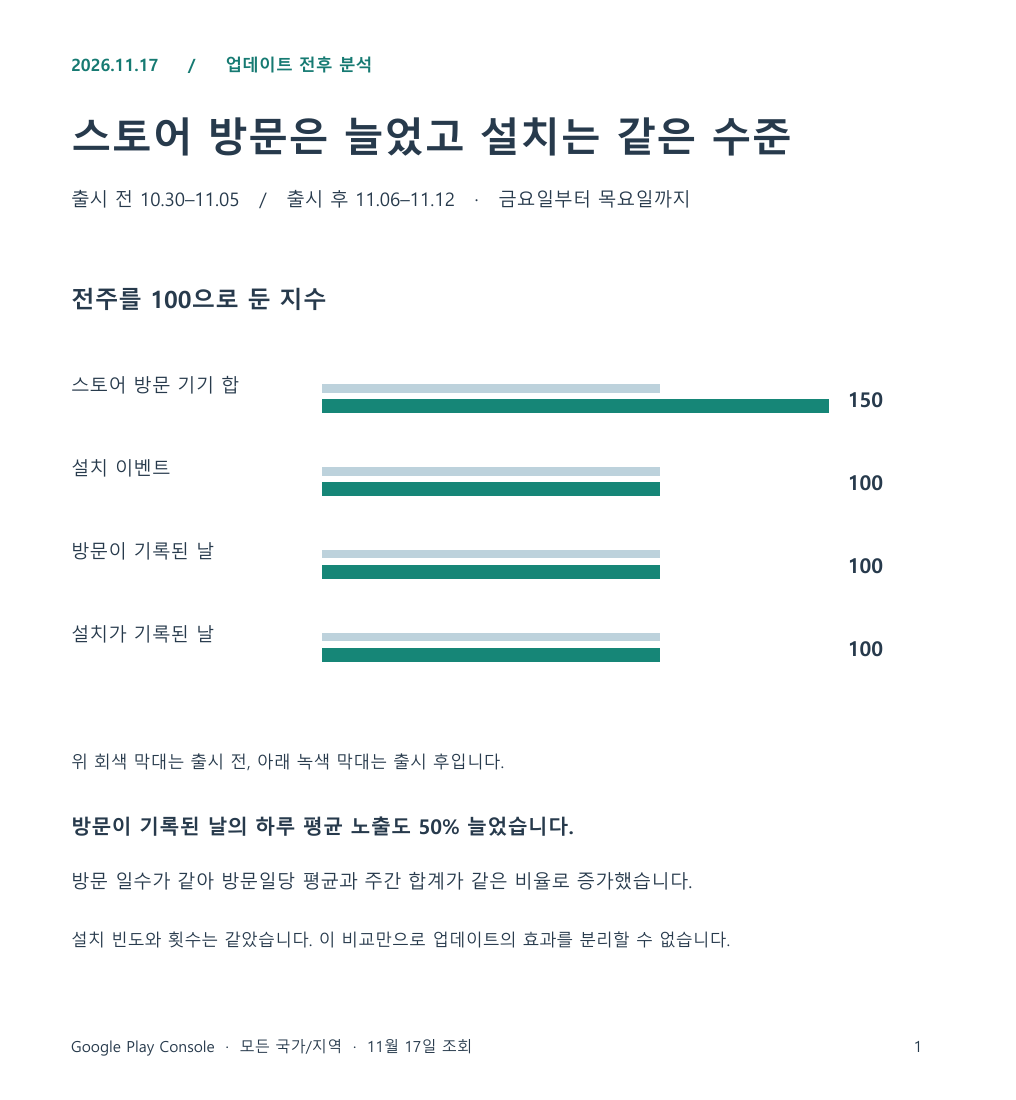 2026.11.17 / 업데이트 전후 분석
스토어 방문은 늘었고 설치는 같은 수준
출시 전 10.30–11.05 / 출시 후 11.06–11.12 · 금요일부터 목요일까지
전주를 100으로 둔 지수
스토어 방문 기기 합 150
설치 이벤트 100
방문이 기록된 날 100
설치가 기록된 날 100
위 회색 막대는 출시 전, 아래 녹색 막대는 출시 후입니다.
방문이 기록된 날의 하루 평균 노출도 50% 늘었습니다.
방문 일수가 같아 방문일당 평균과 주간 합계가 같은 비율로 증가했습니다.
설치 빈도와 횟수는 같았습니다. 이 비교만으로 업데이트의 효과를 분리할 수 없습니다.
Google Play Console · 모든 국가/지역 · 11월 17일 조회 1